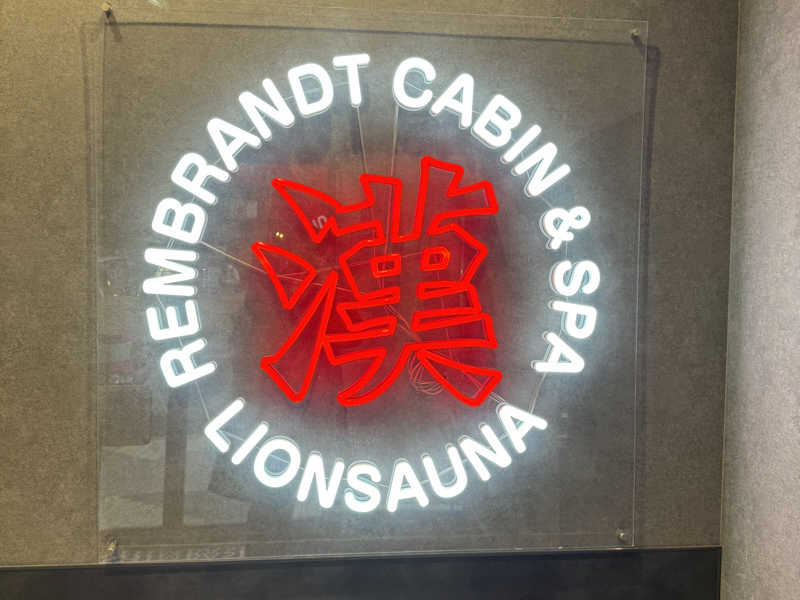 REMBRANDT CABIN & SPA
漢
LIONSAUNA